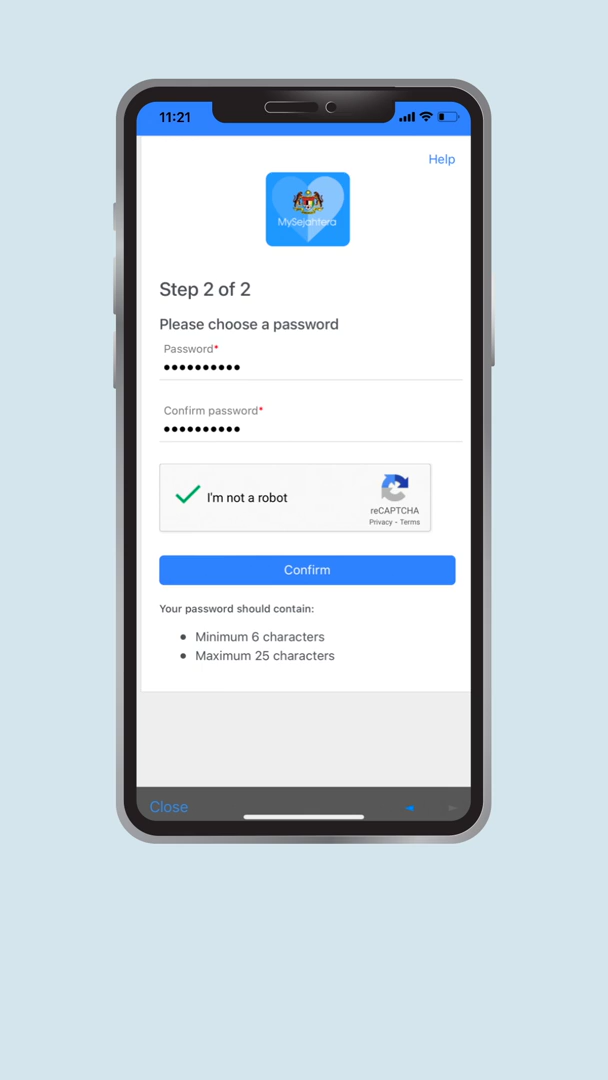 11:21
Help
MySejahtera
Step 2 of 2
Please choose a password
Password*
••••••••••
Confirm password*
••••••••••
I'm not a robot
reCAPTCHA
Privacy - Terms
Confirm
Your password should contain:
• Minimum 6 characters
• Maximum 25 characters
Close